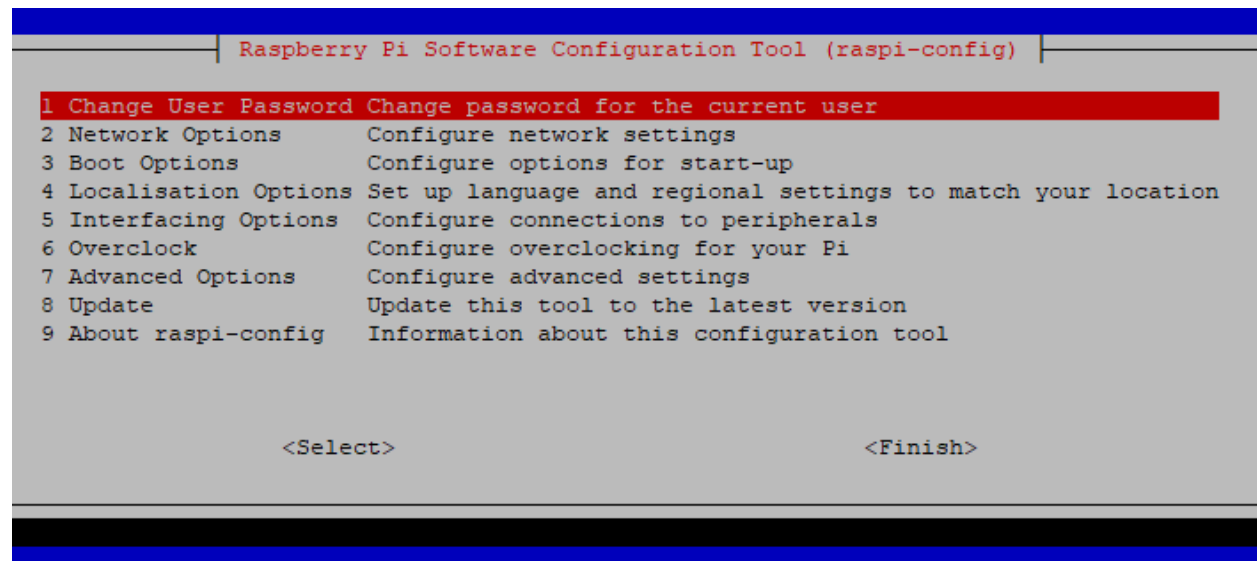 Raspberry Pi Software Configuration Tool (raspi-config)
1 Change User Password Change password for the current user
2 Network Options Configure network settings
3 Boot Options Configure options for start-up
4 Localisation Options Set up language and regional settings to match your location
5 Interfacing Options Configure connections to peripherals
6 Overclock Configure overclocking for your Pi
7 Advanced Options Configure advanced settings
8 Update Update this tool to the latest version
9 About raspi-config Information about this configuration tool
<Select> <Finish>